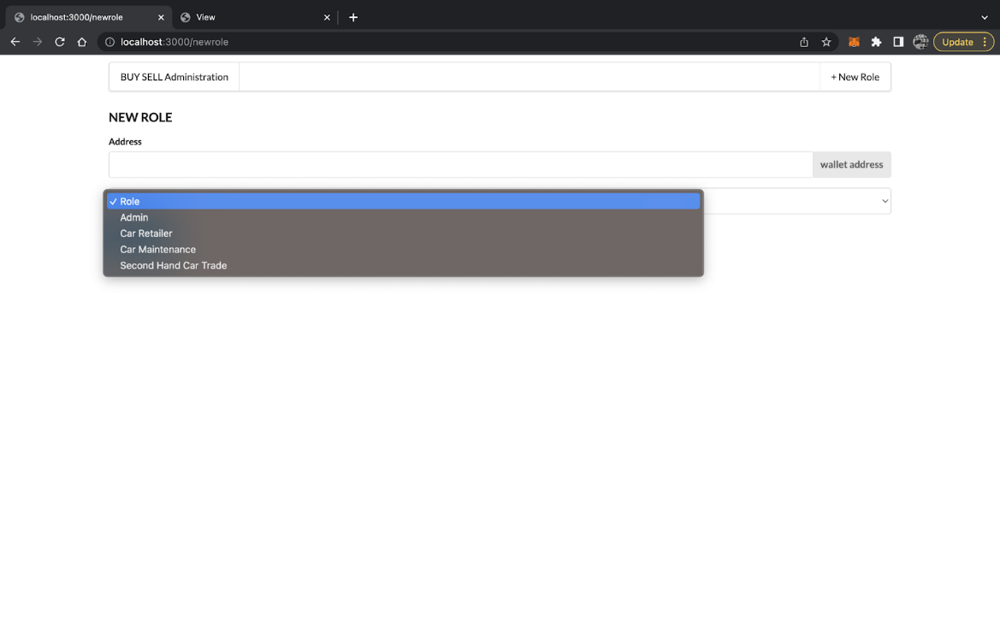 localhost:3000/newrole
View
localhost:3000/newrole
Update
BUY SELL Administration
+ New Role
NEW ROLE
Address
wallet address
Role
Admin
Car Retailer
Car Maintenance
Second Hand Car Trade